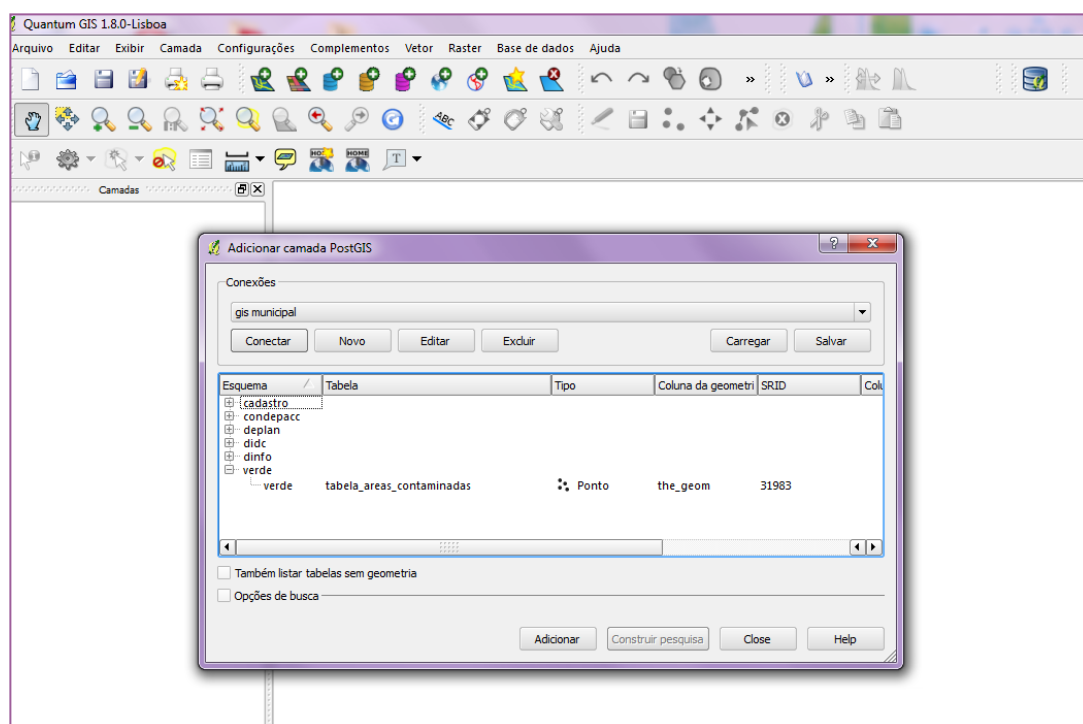 Quantum GIS 1.8.0-Lisboa
Arquivo Editar Exibir Camada Configurações Complementos Vetor Raster Base de dados Ajuda
» »
ABC
HOME
T
Camadas
Adicionar camada PostGIS
Conexões
gis municipal
Conectar Novo Editar Excluir Carregar Salvar
Esquema Tabela Tipo Coluna da geometri SRID Colu
cadastro
condepacc
deplan
didc
dinfo
verde
verde tabela_areas_contaminadas Ponto the_geom 31983
Também listar tabelas sem geometria
Opções de busca
Adicionar Construir pesquisa Close Help